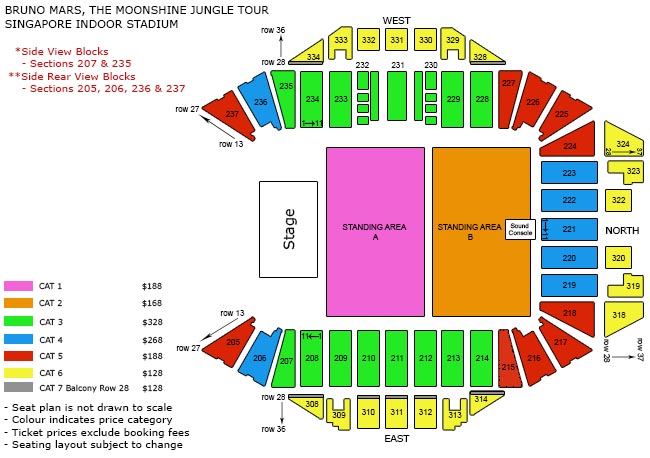 BRUNO MARS, THE MOONSHINE JUNGLE TOUR
SINGAPORE INDOOR STADIUM
*Side View Blocks
- Sections 207 & 235
**Side Rear View Blocks
- Sections 205, 206, 236 & 237
WEST
row 36
row 28
334
333
332
331
330
329
328
232
231
230
235
234
233
229
228
227
236
237
226
225
1 11
row 27
row 13
224
324
28 37
223
323
222
322
221
1 11
NORTH
220
320
219
319
218
318
row 28
row 37
Stage
STANDING AREA
A
STANDING AREA
B
Sound
Console
CAT 1 $188
CAT 2 $168
CAT 3 $328
CAT 4 $268
CAT 5 $188
CAT 6 $128
CAT 7 Balcony Row 28 $128
row 13
row 27
1 11
205
206
207
208
209
210
211
212
213
214
215
216
217
row 28
row 36
308
309
310
311
312
313
314
EAST
- Seat plan is not drawn to scale
- Colour indicates price category
- Ticket prices exclude booking fees
- Seating layout subject to change